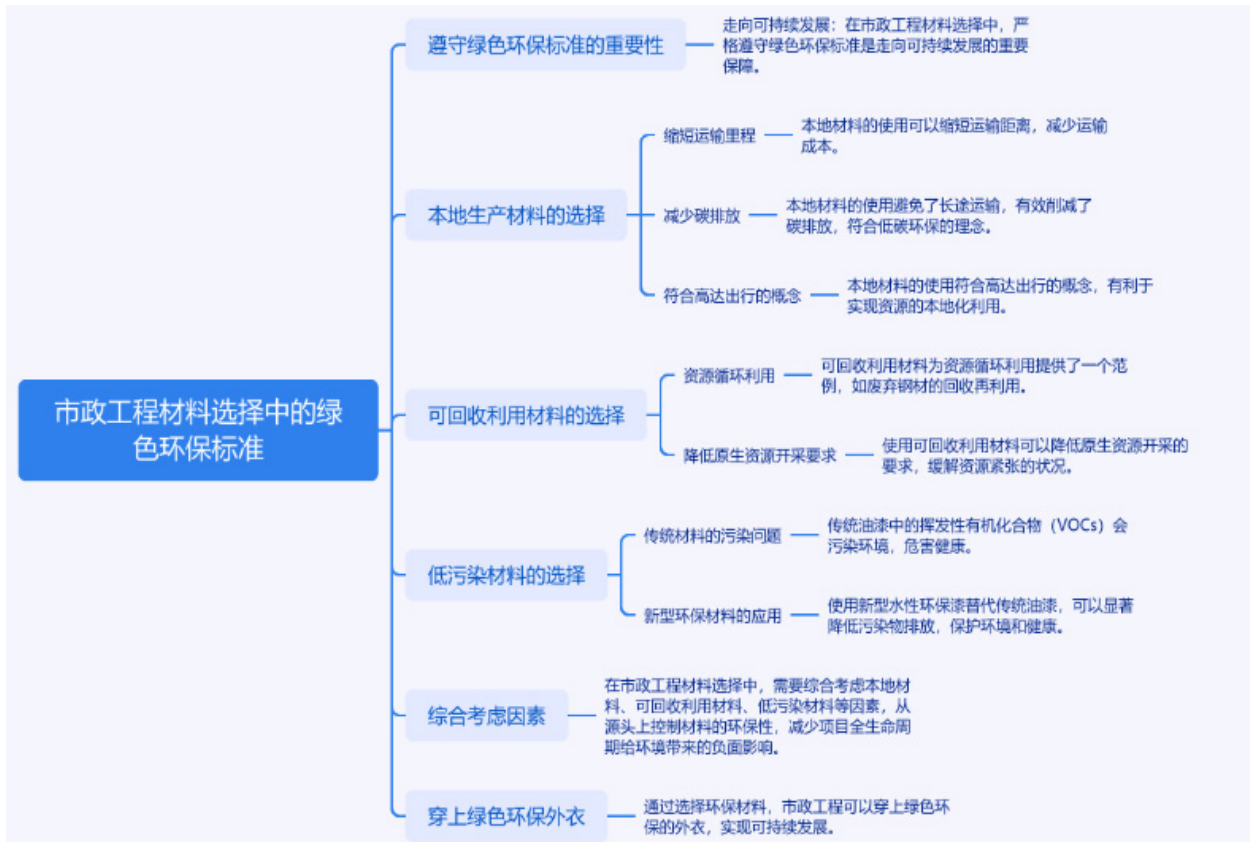 市政工程材料选择中的绿
色环保标准
遵守绿色环保标准的重要性
走向可持续发展：在市政工程材料选择中，严
格遵守绿色环保标准是走向可持续发展的重要
保障。
本地生产材料的选择
缩短运输里程
本地材料的使用可以缩短运输距离，减少运输
成本。
减少碳排放
本地材料的使用避免了长途运输，有效削减了
碳排放，符合低碳环保的理念。
符合高达出行的概念
本地材料的使用符合高达出行的概念，有利于
实现资源的本地化利用。
可回收利用材料的选择
资源循环利用
可回收利用材料为资源循环利用提供了一个范
例，如废弃钢材的回收再利用。
降低原生资源开采要求
使用可回收利用材料可以降低原生资源开采的
要求，缓解资源紧张的状况。
低污染材料的选择
传统材料的污染问题
传统油漆中的挥发性有机化合物（VOCs）会
污染环境，危害健康。
新型环保材料的应用
使用新型水性环保漆替代传统油漆，可以显著
降低污染物排放，保护环境和健康。
综合考虑因素
在市政工程材料选择中，需要综合考虑本地材
料、可回收利用材料、低污染材料等因素，从
源头上控制材料的环保性，减少项目全生命周
期给环境带来的负面影响。
穿上绿色环保外衣
通过选择环保材料，市政工程可以穿上绿色环
保的外衣，实现可持续发展。